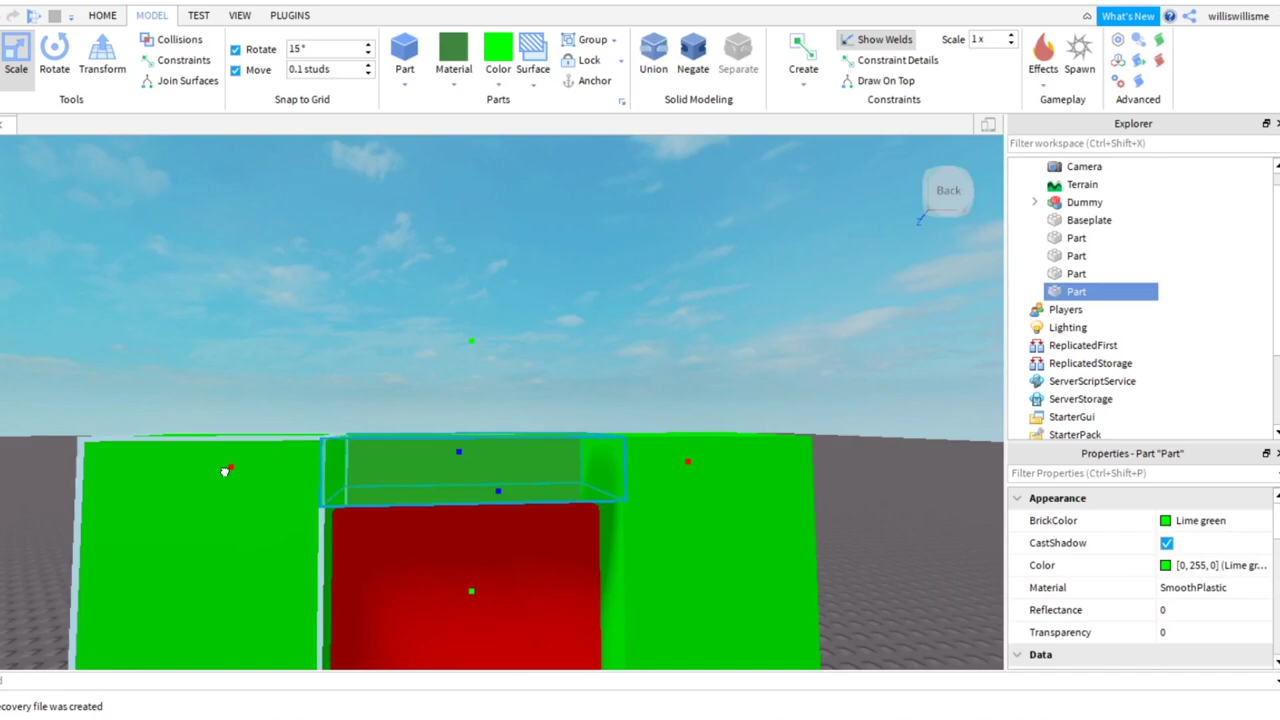 HOME MODEL TEST VIEW PLUGINS What's New williswillisme
Collisions Rotate 15° Group Show Welds Scale 1 x
Constraints Move 0.1 studs Lock Constraint Details
Scale Rotate Transform Join Surfaces Part Material Color Surface Anchor Union Negate Separate Create Draw On Top Effects Spawn
Tools Snap to Grid Parts Solid Modeling Constraints Gameplay Advanced
Explorer
Filter workspace (Ctrl+Shift+X)
Camera
Terrain
Dummy
Baseplate
Part
Part
Part
Part
Players
Lighting
ReplicatedFirst
ReplicatedStorage
ServerScriptService
ServerStorage
StarterGui
StarterPack
Back
Properties - Part "Part"
Filter Properties (Ctrl+Shift+P)
Appearance
BrickColor Lime green
CastShadow
Color [0, 255, 0] (Lime gr...
Material SmoothPlastic
Reflectance 0
Transparency 0
Data
ecovery file was created